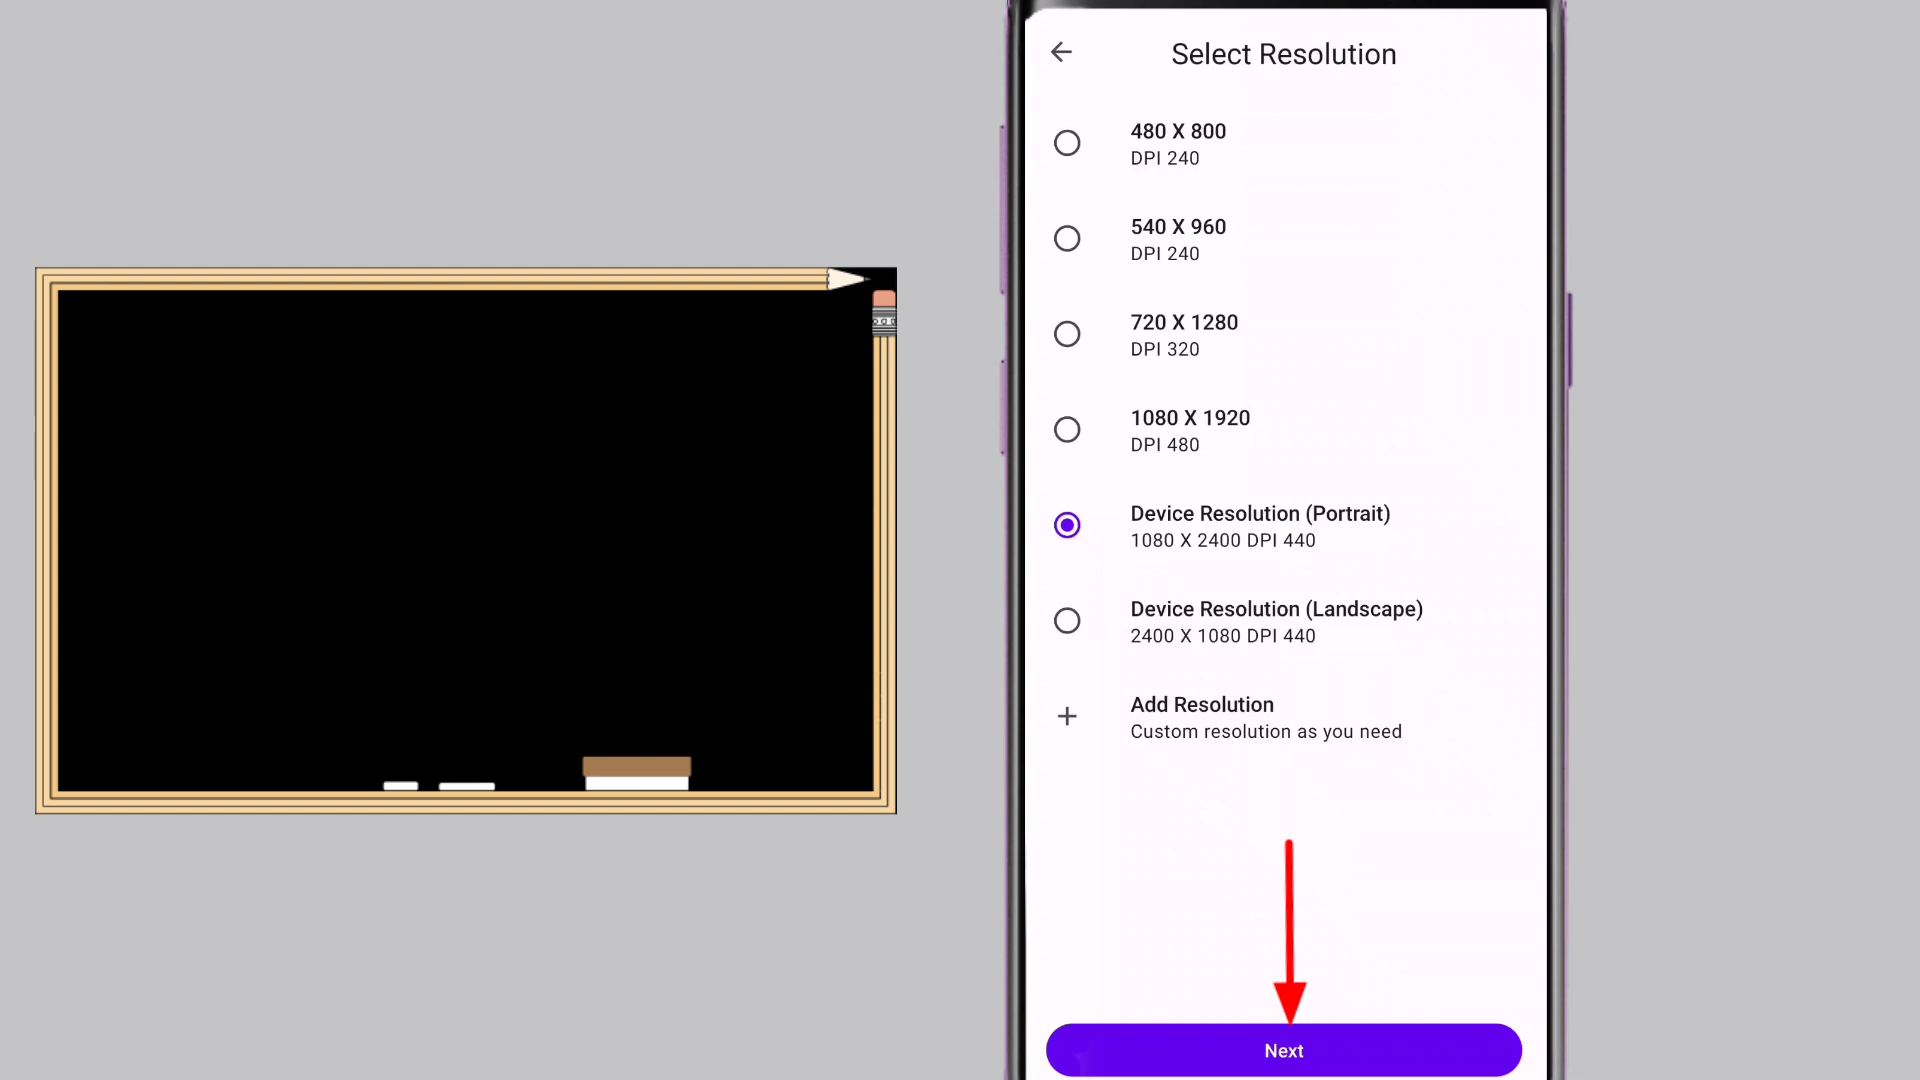 Select Resolution
480 X 800
DPI 240
540 X 960
DPI 240
720 X 1280
DPI 320
1080 X 1920
DPI 480
Device Resolution (Portrait)
1080 X 2400 DPI 440
Device Resolution (Landscape)
2400 X 1080 DPI 440
Add Resolution
Custom resolution as you need
Next